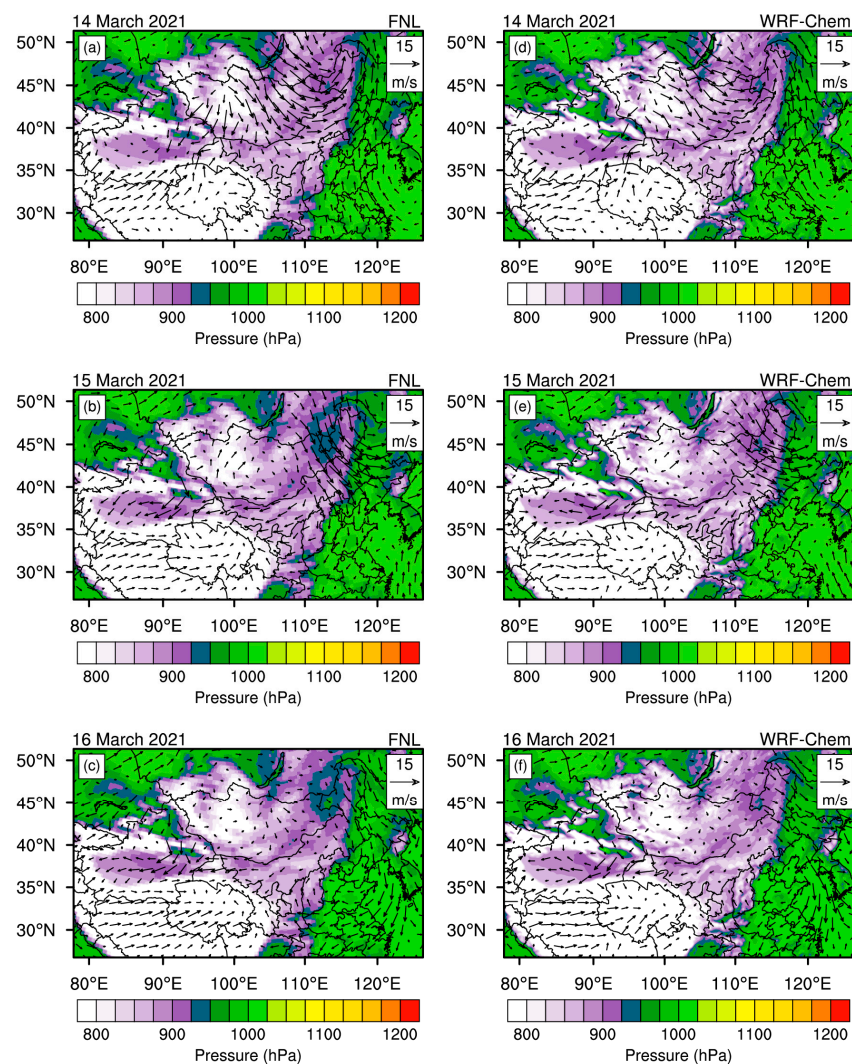 14 March 2021 FNL
(a)
15
m/s
50°N
45°N
40°N
35°N
30°N
80°E 90°E 100°E 110°E 120°E
800 900 1000 1100 1200
Pressure (hPa)
14 March 2021 WRF-Chem
(d)
15
m/s
50°N
45°N
40°N
35°N
30°N
80°E 90°E 100°E 110°E 120°E
800 900 1000 1100 1200
Pressure (hPa)
15 March 2021 FNL
(b)
15
m/s
50°N
45°N
40°N
35°N
30°N
80°E 90°E 100°E 110°E 120°E
800 900 1000 1100 1200
Pressure (hPa)
15 March 2021 WRF-Chem
(e)
15
m/s
50°N
45°N
40°N
35°N
30°N
80°E 90°E 100°E 110°E 120°E
800 900 1000 1100 1200
Pressure (hPa)
16 March 2021 FNL
(c)
15
m/s
50°N
45°N
40°N
35°N
30°N
80°E 90°E 100°E 110°E 120°E
800 900 1000 1100 1200
Pressure (hPa)
16 March 2021 WRF-Chem
(f)
15
m/s
50°N
45°N
40°N
35°N
30°N
80°E 90°E 100°E 110°E 120°E
800 900 1000 1100 1200
Pressure (hPa)